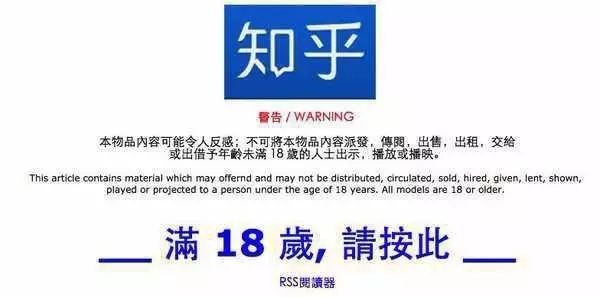 知乎
警告 / WARNING
本物品內容可能令人反感；不可將本物品內容派發，傳閱，出售，出租，交給
或出借予年齡未滿 18 歲的人士出示，播放或播映。
This article contains material which may offernd and may not be distributed, circulated, sold, hired, given, lent, shown,
played or projected to a person under the age of 18 years. All models are 18 or older.
___ 滿 18 歲, 請按此 ___
RSS閱讀器